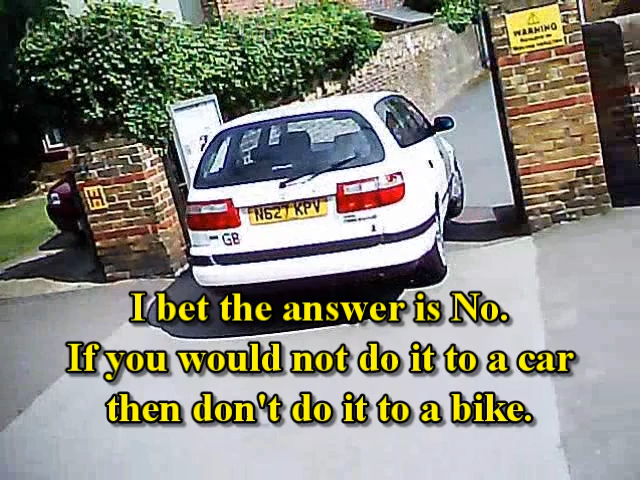 WARNING
H
N627 KPV
GB
I bet the answer is No.
If you would not do it to a car
then don't do it to a bike.